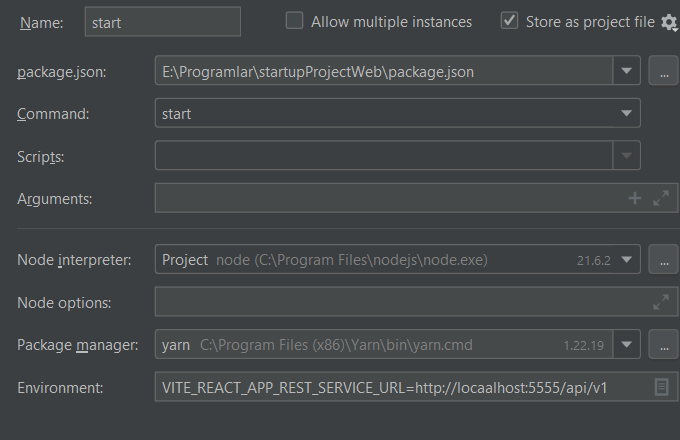 Name: start Allow multiple instances Store as project file
package.json: E:\Programlar\startupProjectWeb\package.json ...
Command: start
Scripts:
Arguments:
Node interpreter: Project node (C:\Program Files\nodejs\node.exe) 21.6.2 ...
Node options:
Package manager: yarn C:\Program Files (x86)\Yarn\bin\yarn.cmd 1.22.19 ...
Environment: VITE_REACT_APP_REST_SERVICE_URL=http://locaalhost:5555/api/v1